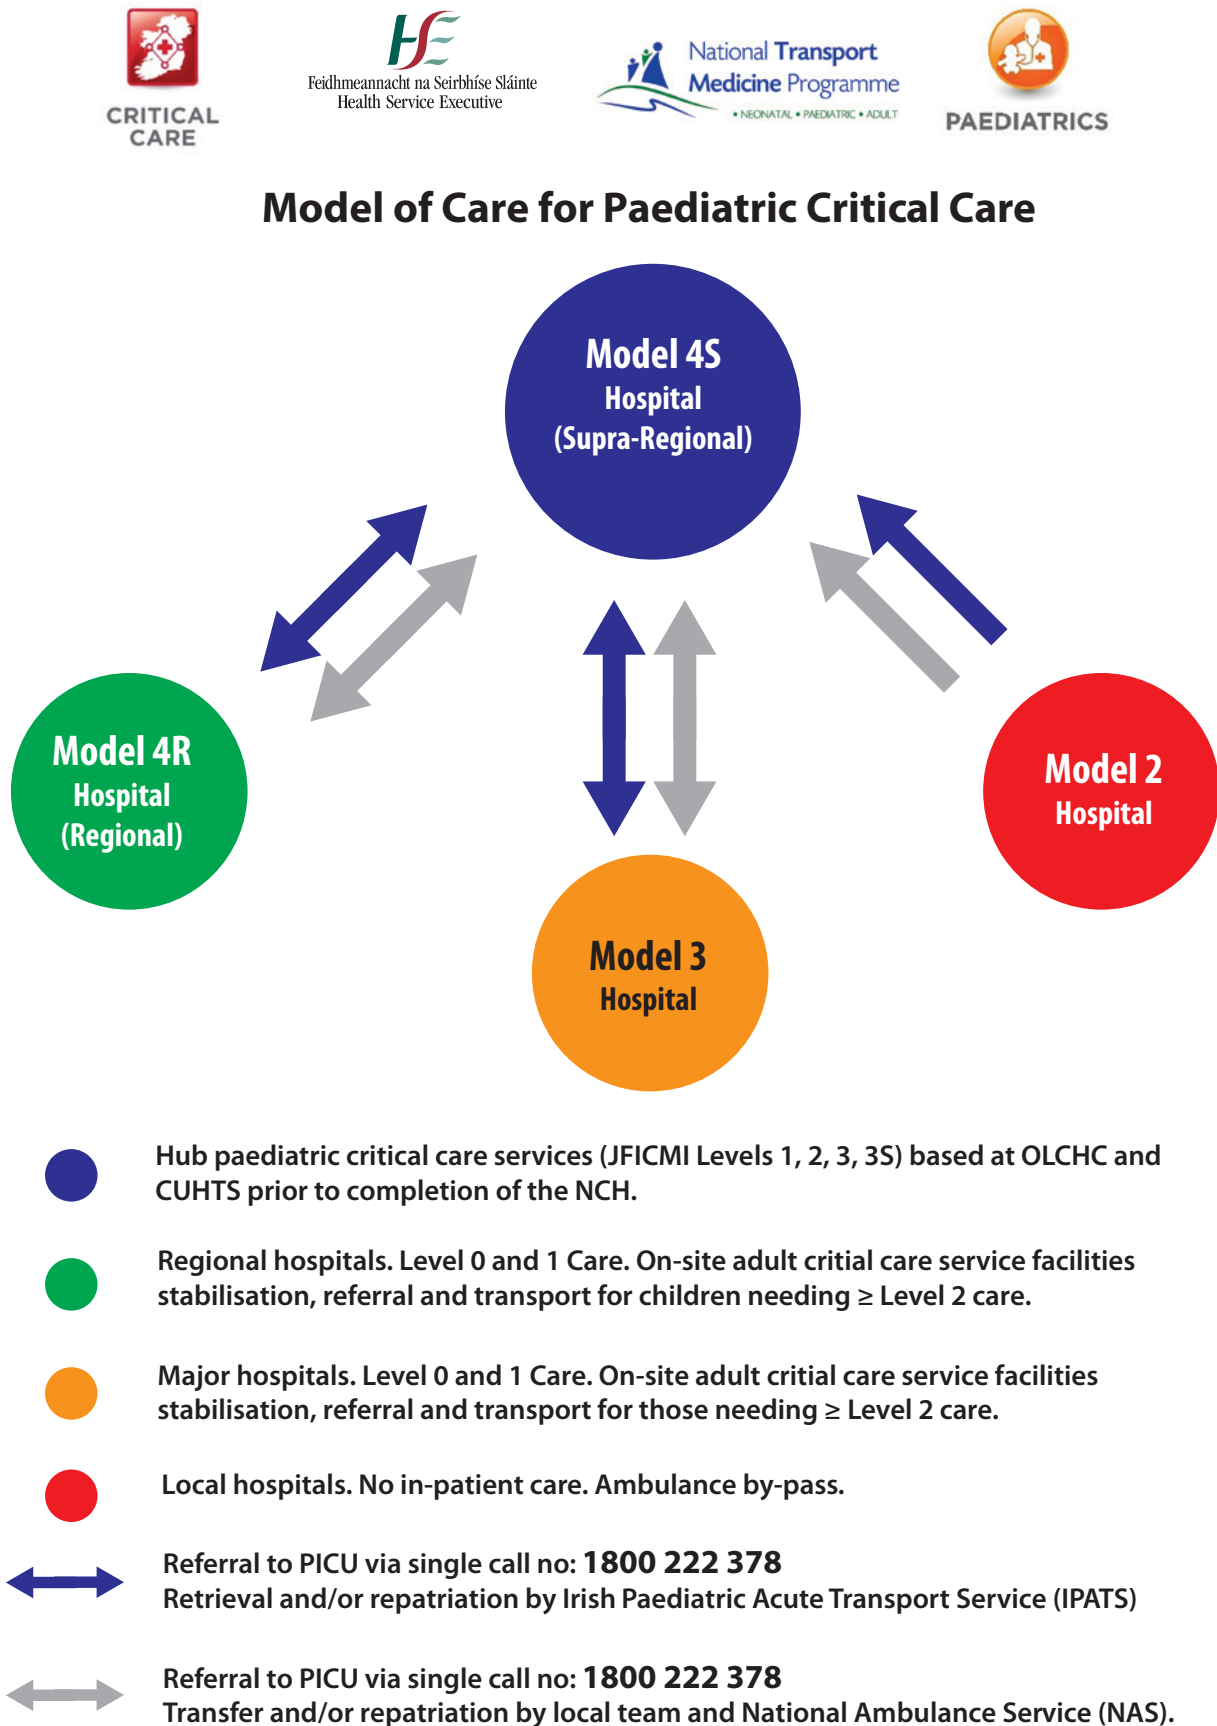 CRITICAL
CARE
Feidhmeannacht na Seirbhíse Sláinte
Health Service Executive
National Transport
Medicine Programme
• NEONATAL • PAEDIATRIC • ADULT
PAEDIATRICS
Model of Care for Paediatric Critical Care
Model 4S
Hospital
(Supra-Regional)
Model 4R
Hospital
(Regional)
Model 2
Hospital
Model 3
Hospital
Hub paediatric critical care services (JFICMI Levels 1, 2, 3, 3S) based at OLCHC and
CUHTS prior to completion of the NCH.
Regional hospitals. Level 0 and 1 Care. On-site adult critial care service facilities
stabilisation, referral and transport for children needing ≥ Level 2 care.
Major hospitals. Level 0 and 1 Care. On-site adult critial care service facilities
stabilisation, referral and transport for those needing ≥ Level 2 care.
Local hospitals. No in-patient care. Ambulance by-pass.
Referral to PICU via single call no: 1800 222 378
Retrieval and/or repatriation by Irish Paediatric Acute Transport Service (IPATS)
Referral to PICU via single call no: 1800 222 378
Transfer and/or repatriation by local team and National Ambulance Service (NAS).